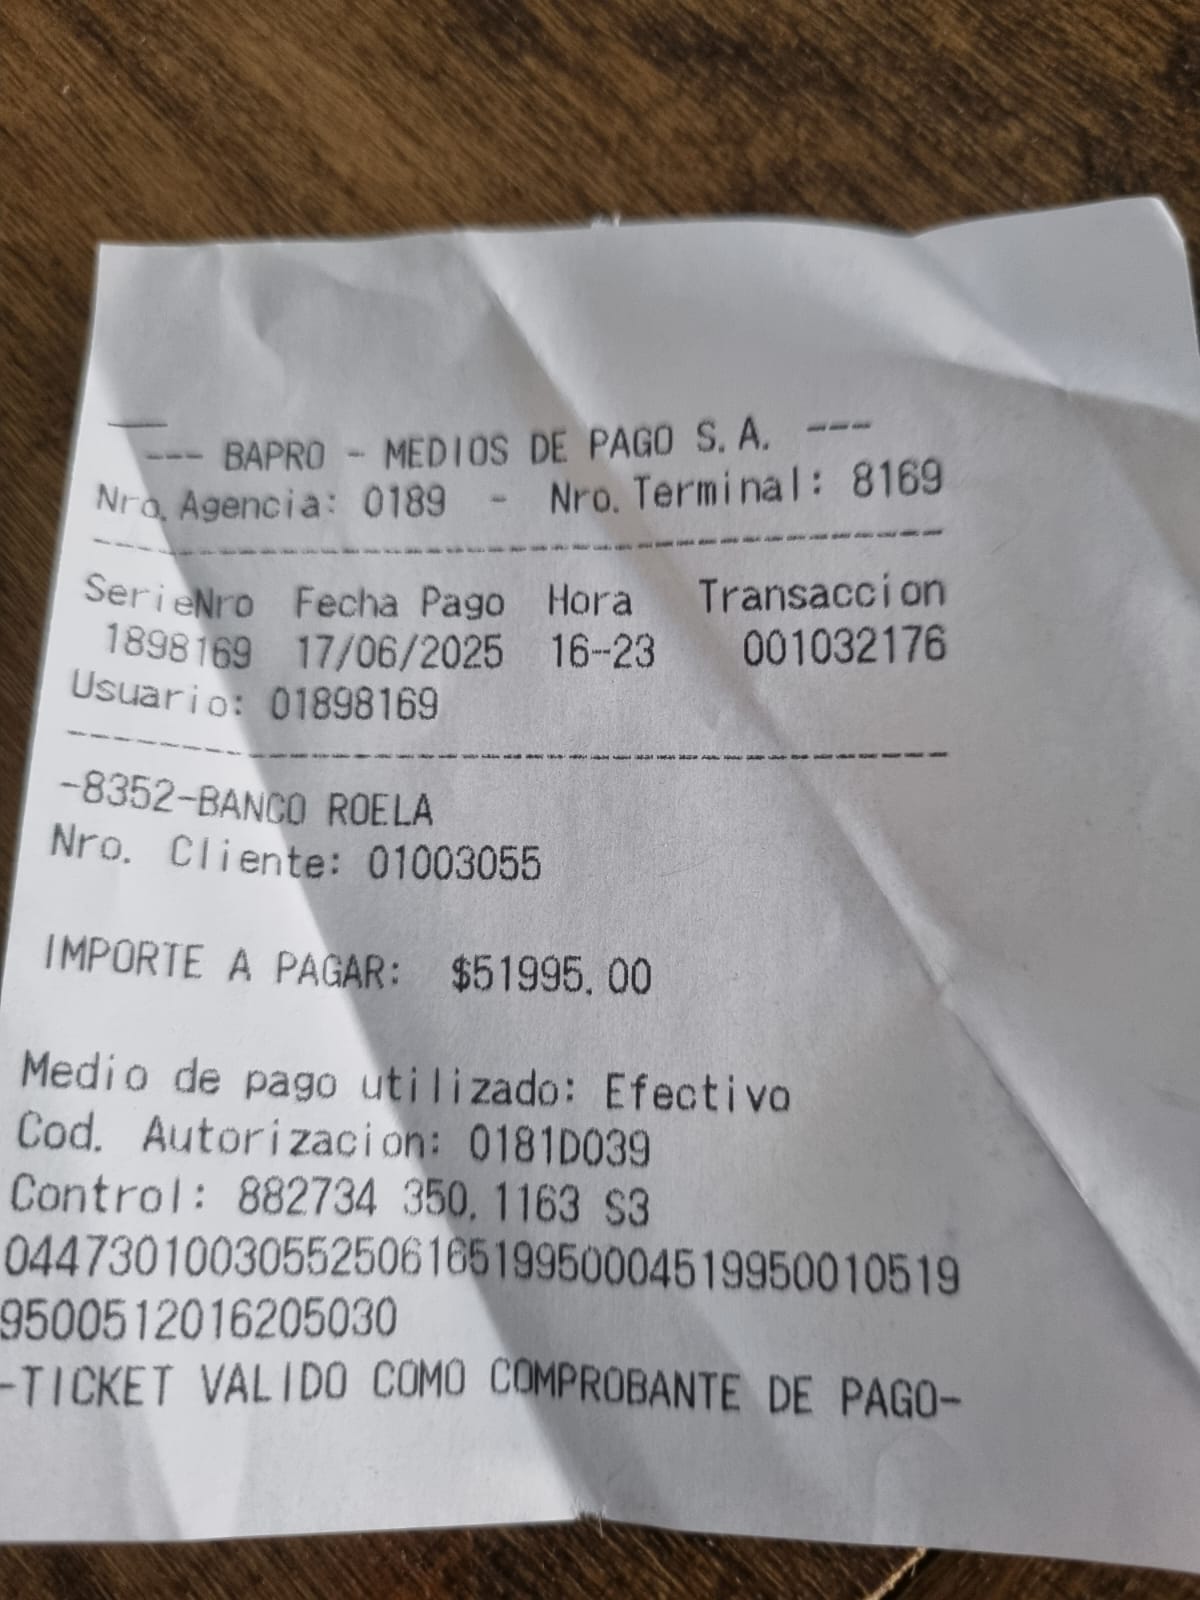 --- BAPRO - MEDIOS DE PAGO S.A. ---
Nro.Agencia: 0189 - Nro.Terminal: 8169
SerieNro Fecha Pago Hora Transaccion
1898169 17/06/2025 16-23 001032176
Usuario: 01898169
-8352-BANCO ROELA
Nro. Cliente: 01003055
IMPORTE A PAGAR: $51995.00
Medio de pago utilizado: Efectivo
Cod. Autorizacion: 0181D039
Control: 882734 350.1163 S3
0447301003055250616519950004519950010519
9500512016205030
-TICKET VALIDO COMO COMPROBANTE DE PAGO-